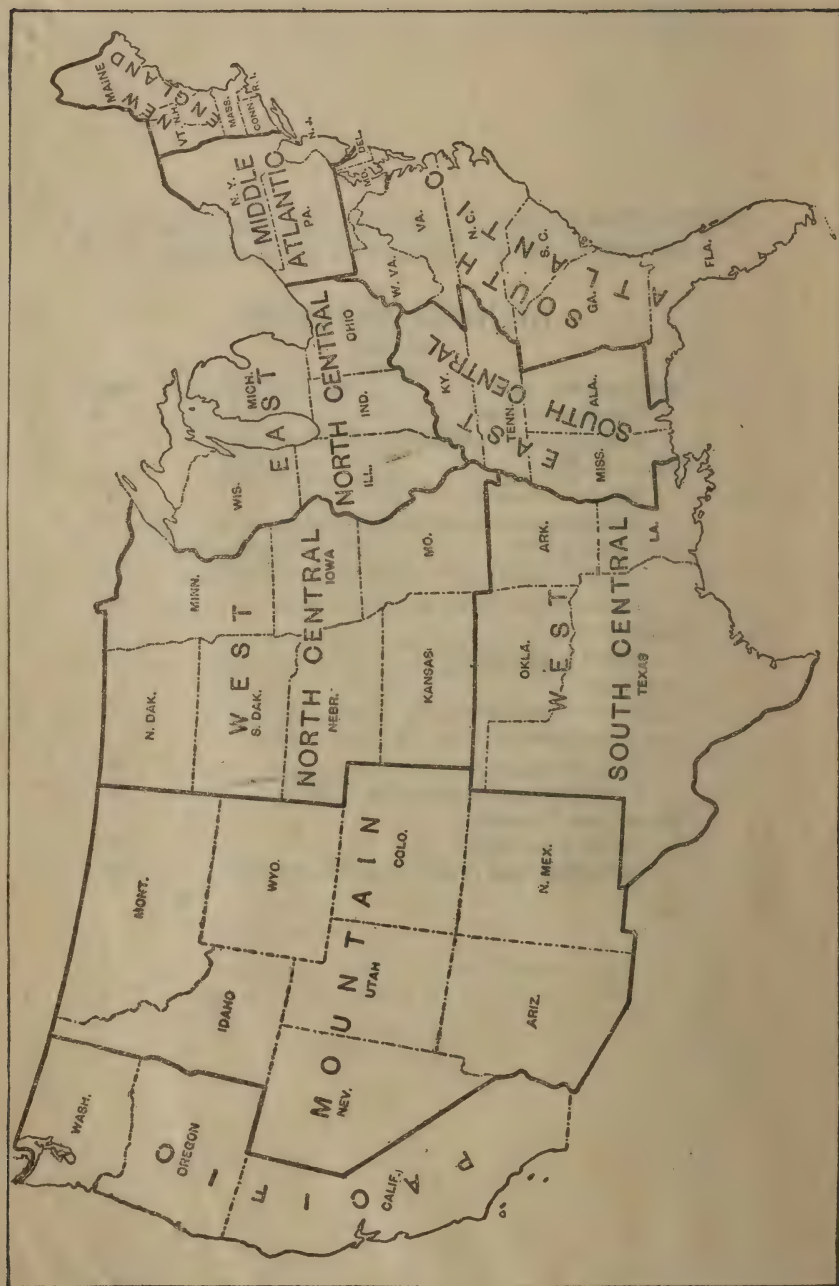 WASH.
OREGON
CALIF.
PACIFIC
MOUNTAIN
MONT.
IDAHO
WYO.
NEV.
UTAH
COLO.
ARIZ.
N. MEX.
WEST
NORTH CENTRAL
N. DAK.
S. DAK.
NEBR.
KANSAS
MINN.
IOWA
MO.
WEST
SOUTH CENTRAL
OKLA.
TEXAS
ARK.
LA.
EAST
NORTH CENTRAL
WIS.
MICH.
ILL.
IND.
OHIO
EAST
SOUTH CENTRAL
KY.
TENN.
MISS.
ALA.
SOUTH
ATLANTIC
DEL.
MD.
W. VA.
VA.
N.C.
S.C.
GA.
FLA.
MIDDLE
ATLANTIC
N.Y.
PA.
N.J.
NEW
ENGLAND
MAINE
VT.
N.H.
MASS.
CONN.
R.I.